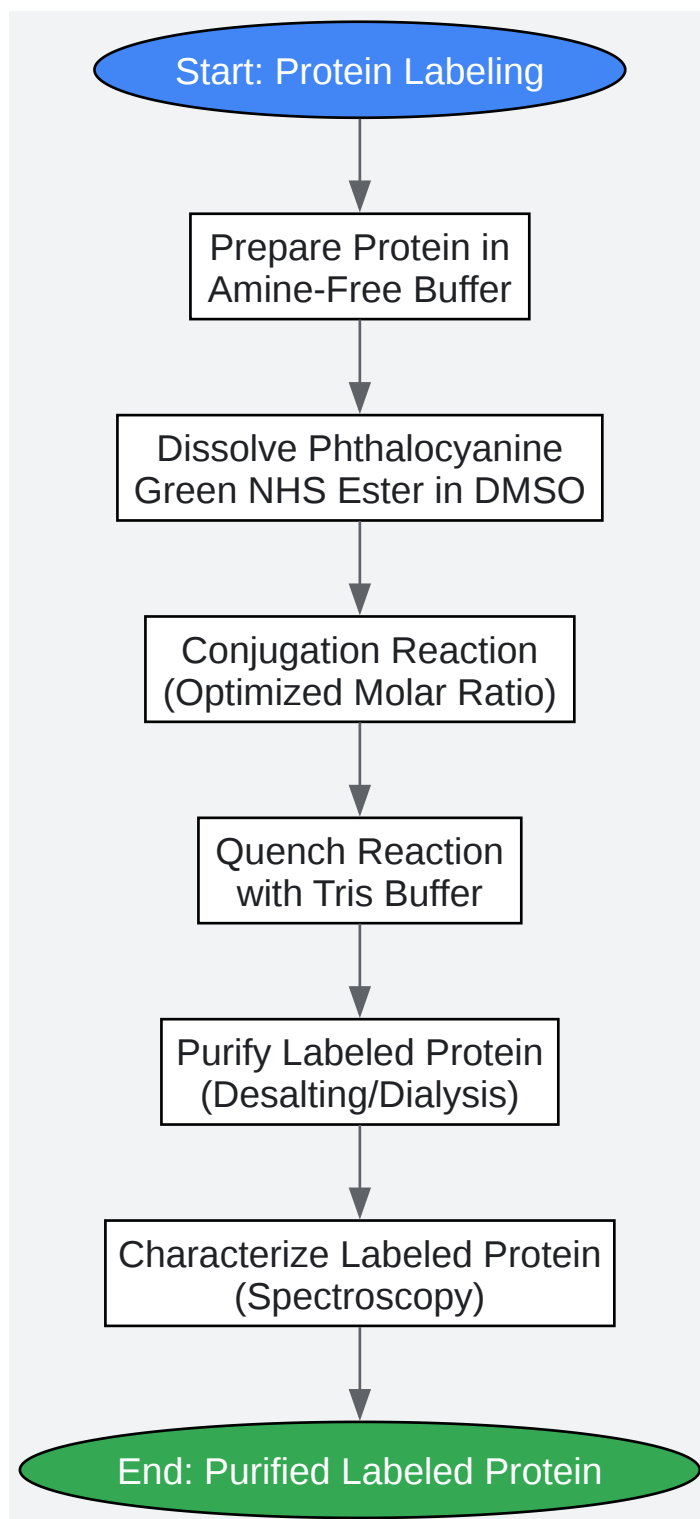 Start: Protein Labeling
Prepare Protein in
Amine-Free Buffer
Dissolve Phthalocyanine
Green NHS Ester in DMSO
Conjugation Reaction
(Optimized Molar Ratio)
Quench Reaction
with Tris Buffer
Purify Labeled Protein
(Desalting/Dialysis)
Characterize Labeled Protein
(Spectroscopy)
End: Purified Labeled Protein